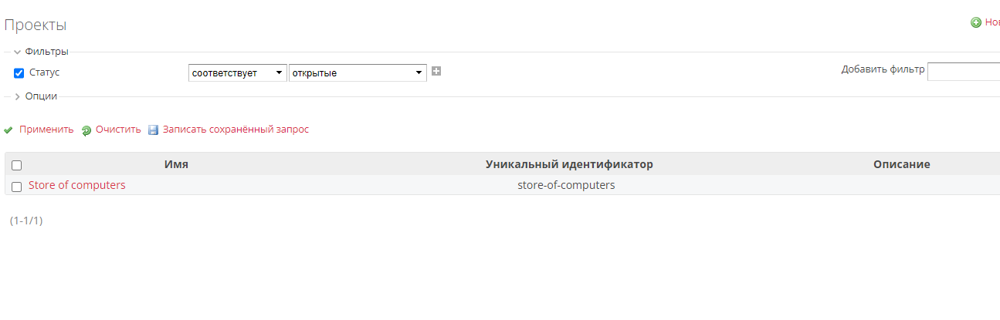 Проекты
Фильтры
Статус соответствует открытые Добавить фильтр
Опции
Применить Очистить Записать сохранённый запрос
Имя Уникальный идентификатор Описание
Store of computers store-of-computers
(1-1/1)